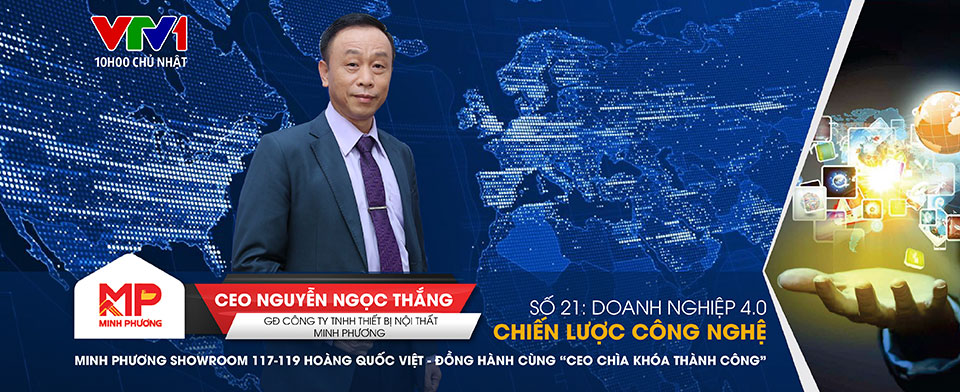 VTV1
10H00 CHỦ NHẬT
MP
MINH PHƯƠNG
CEO NGUYỄN NGỌC THẮNG
GĐ CÔNG TY TNHH THIẾT BỊ NỘI THẤT
MINH PHƯƠNG
SỐ 21: DOANH NGHIỆP 4.0
CHIẾN LƯỢC CÔNG NGHỆ
MINH PHƯƠNG SHOWROOM 117-119 HOÀNG QUỐC VIỆT - ĐỒNG HÀNH CÙNG “CEO CHÌA KHÓA THÀNH CÔNG”